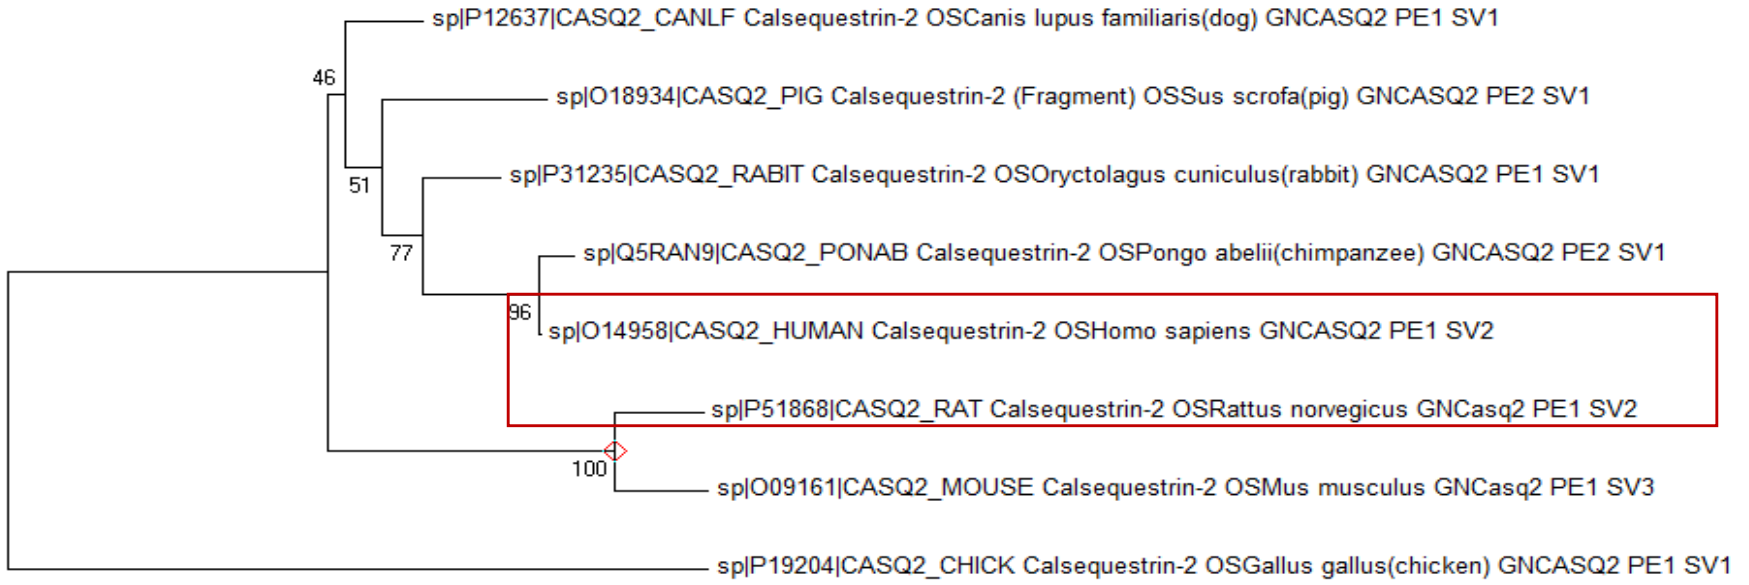 sp|P12637|CASQ2_CANLF Calsequestrin-2 OSCanis lupus familiaris(dog) GNCASQ2 PE1 SV1
46
sp|O18934|CASQ2_PIG Calsequestrin-2 (Fragment) OSSus scrofa(pig) GNCASQ2 PE2 SV1
sp|P31235|CASQ2_RABIT Calsequestrin-2 OSOryctolagus cuniculus(rabbit) GNCASQ2 PE1 SV1
51
sp|Q5RAN9|CASQ2_PONAB Calsequestrin-2 OSPongo abelii(chimpanzee) GNCASQ2 PE2 SV1
77
96
sp|O14958|CASQ2_HUMAN Calsequestrin-2 OSHomo sapiens GNCASQ2 PE1 SV2
sp|P51868|CASQ2_RAT Calsequestrin-2 OSRattus norvegicus GNCasq2 PE1 SV2
100
sp|O09161|CASQ2_MOUSE Calsequestrin-2 OSMus musculus GNCasq2 PE1 SV3
sp|P19204|CASQ2_CHICK Calsequestrin-2 OSGallus gallus(chicken) GNCASQ2 PE1 SV1